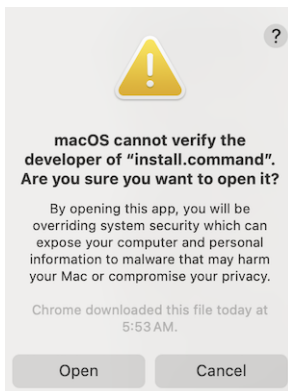 ?
macOS cannot verify the
developer of “install.command”.
Are you sure you want to open it?
By opening this app, you will be
overriding system security which can
expose your computer and personal
information to malware that may harm
your Mac or compromise your privacy.
Chrome downloaded this file today at
5:53 AM.
Open
Cancel